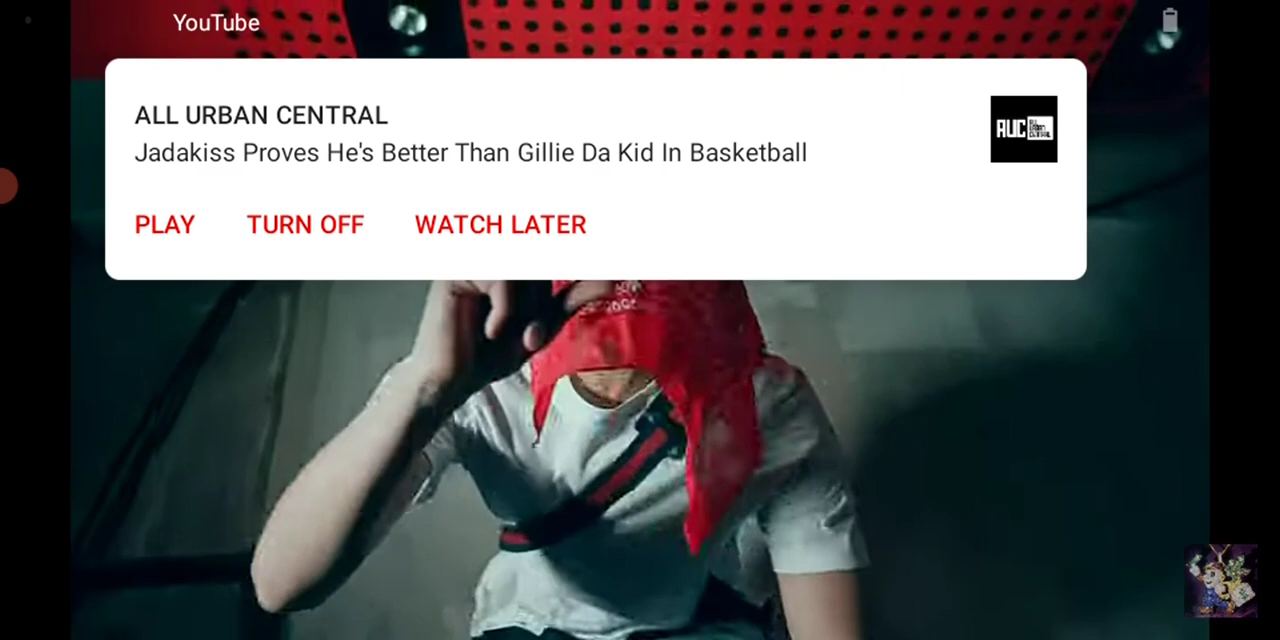 YouTube
ALL URBAN CENTRAL
Jadakiss Proves He's Better Than Gillie Da Kid In Basketball
AUC
PLAY
TURN OFF
WATCH LATER